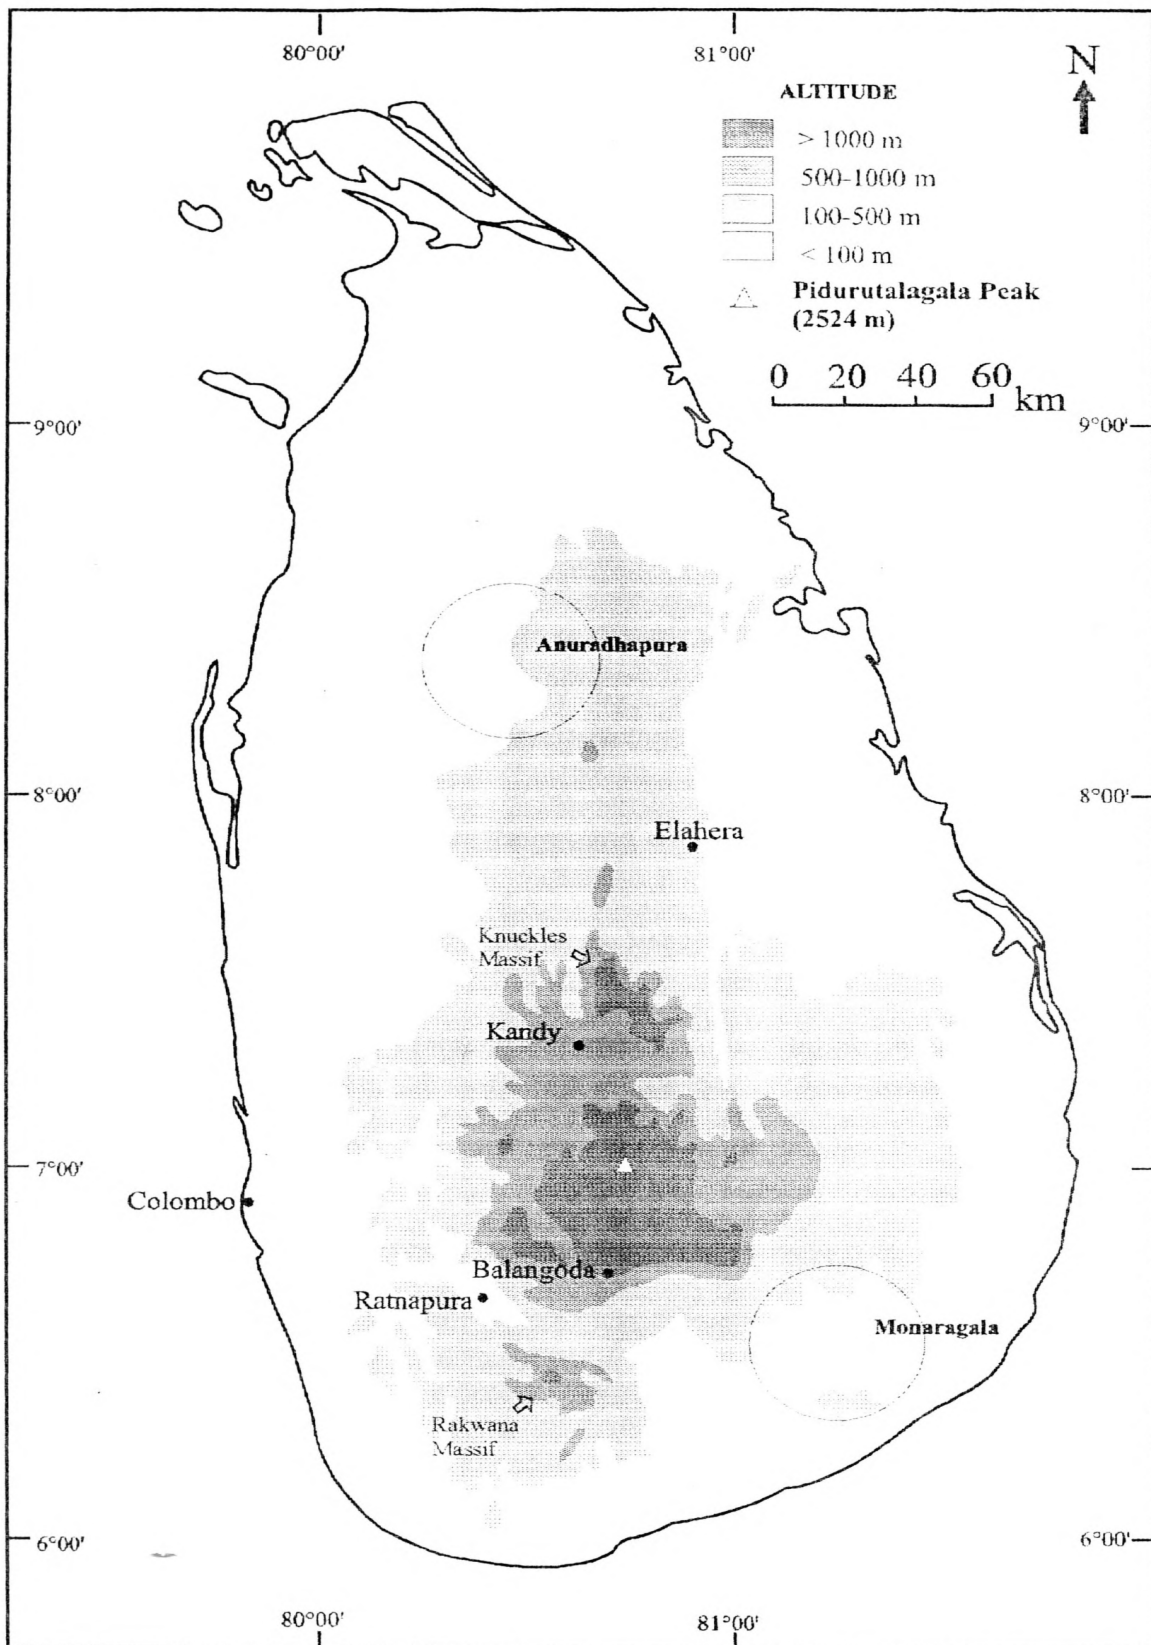 80°00'
81°00'
N
ALTITUDE
> 1000 m
500-1000 m
100-500 m
< 100 m
Pidurutalagala Peak
(2524 m)
0 20 40 60 km
9°00'
9°00'
Anuradhapura
8°00'
8°00'
Elahera
Knuckles
Massif
Kandy
7°00'
Colombo
Balangoda
Ratnapura
Monaragala
Rakwana
Massif
6°00'
6°00'
80°00'
81°00'